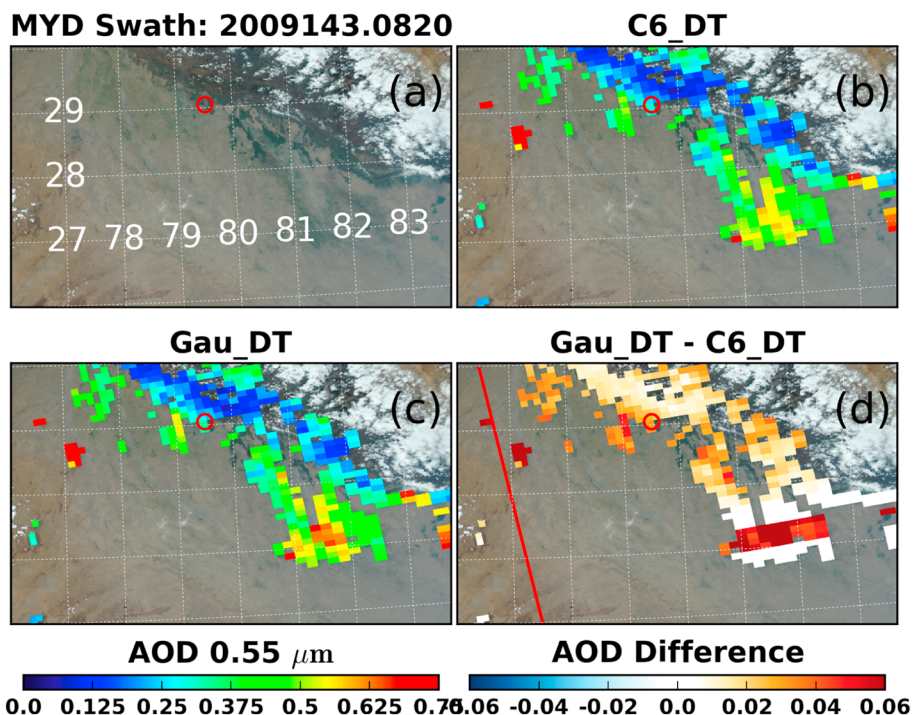 MYD Swath: 2009143.0820
C6_DT
(a)
29
28
27 78 79 80 81 82 83
(b)
Gau_DT
Gau_DT - C6_DT
(c)
(d)
AOD 0.55 μm
AOD Difference
0.0 0.125 0.25 0.375 0.5 0.625
-0.04 -0.02 0.0 0.02 0.04 0.06